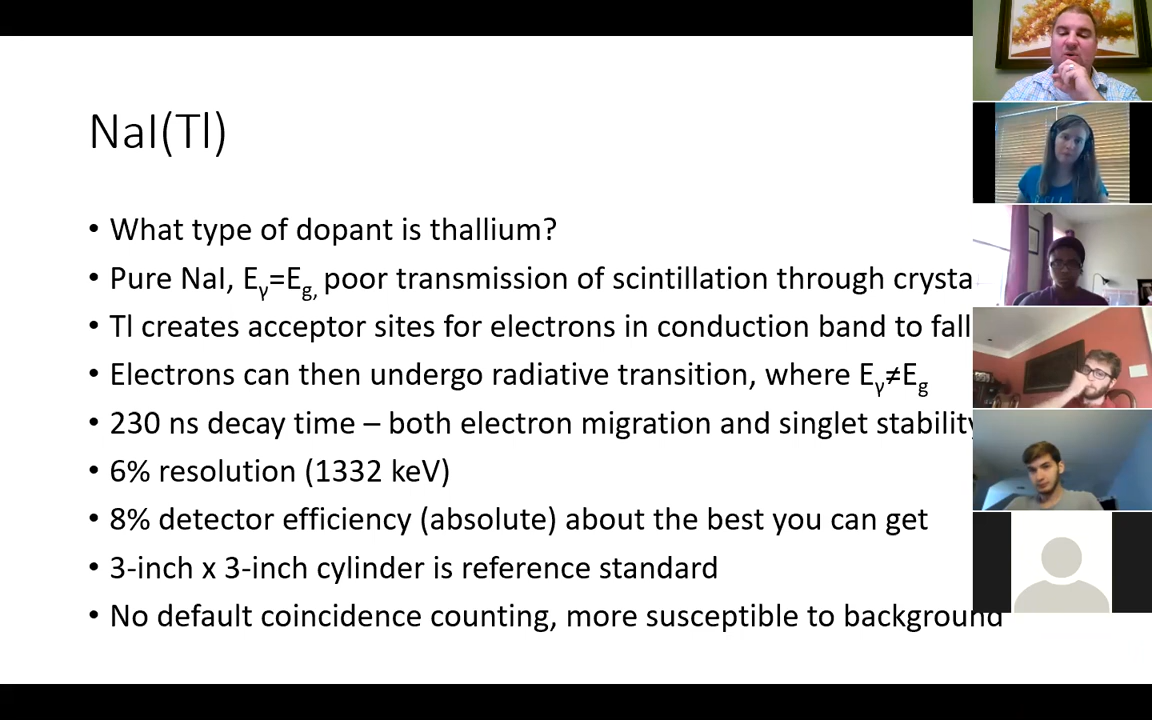 NaI(Tl)
• What type of dopant is thallium?
• Pure NaI, Eγ=Eg, poor transmission of scintillation through crysta
• Tl creates acceptor sites for electrons in conduction band to fall
• Electrons can then undergo radiative transition, where Eγ≠Eg
• 230 ns decay time – both electron migration and singlet stability
• 6% resolution (1332 keV)
• 8% detector efficiency (absolute) about the best you can get
• 3-inch x 3-inch cylinder is reference standard
• No default coincidence counting, more susceptible to background